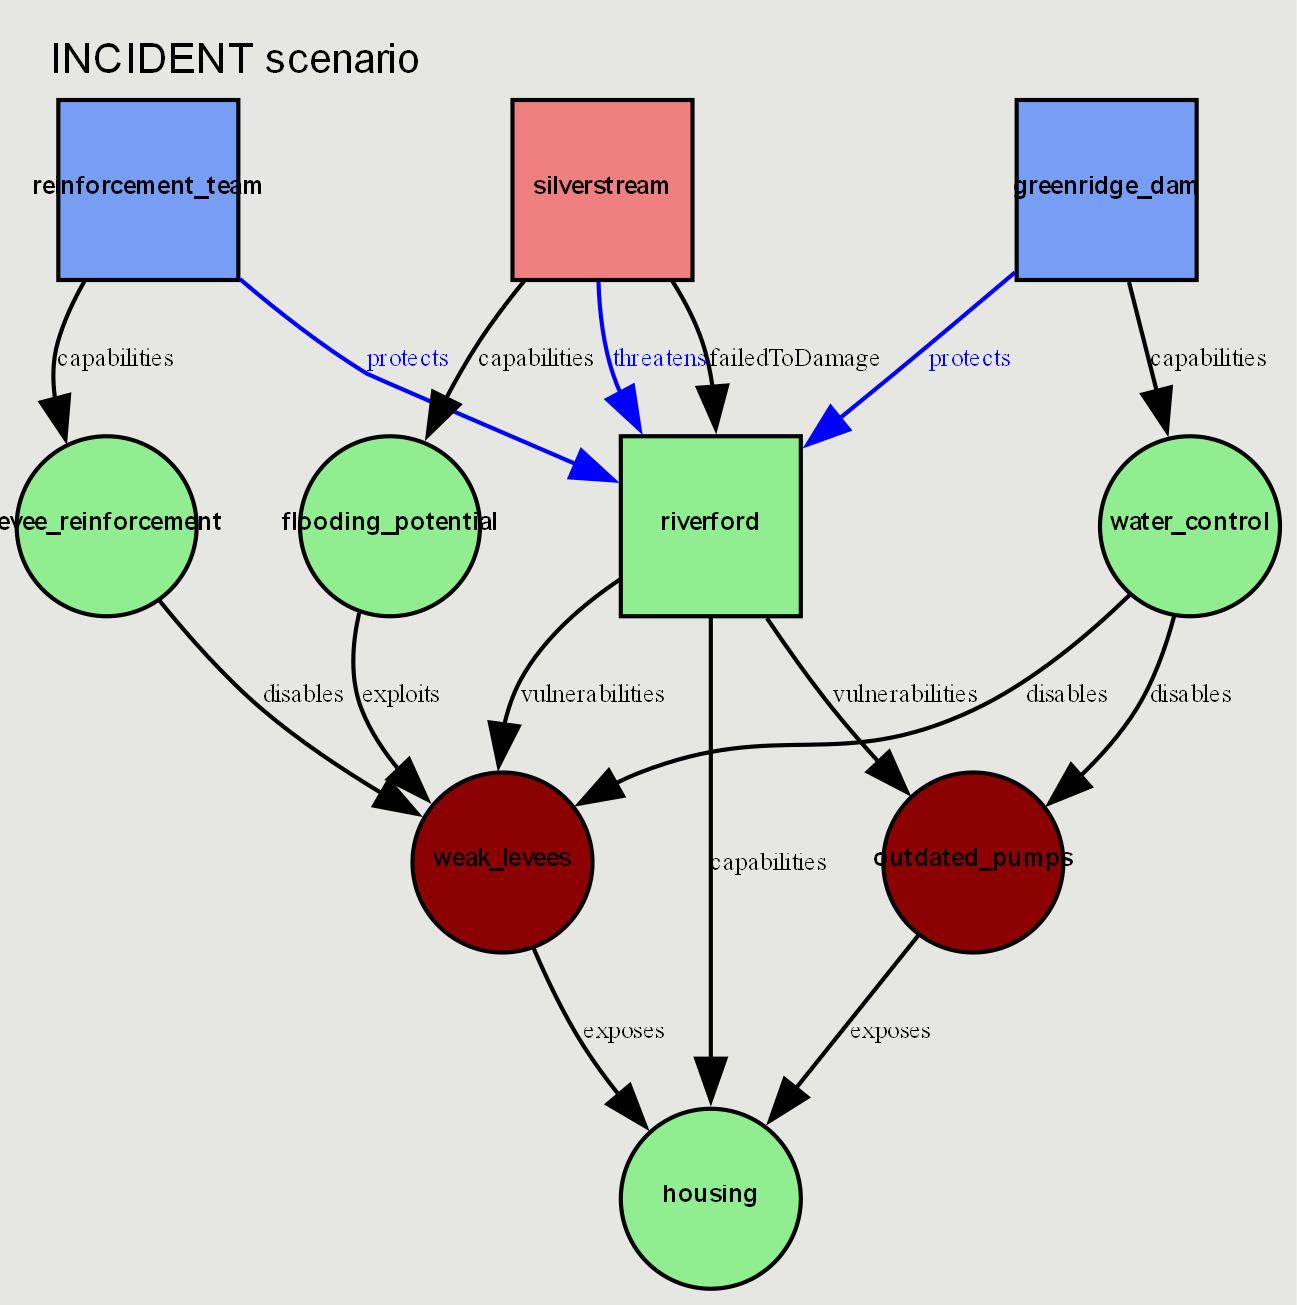 INCIDENT scenario
reinforcement_team
silverstream
greenridge_dam
capabilities
protects
capabilities
threatens
failedToDamage
protects
capabilities
evee_reinforcement
flooding_potential
riverford
water_control
disables
exploits
vulnerabilities
vulnerabilities
disables
disables
weak_levees
capabilities
outdated_pumps
exposes
exposes
housing